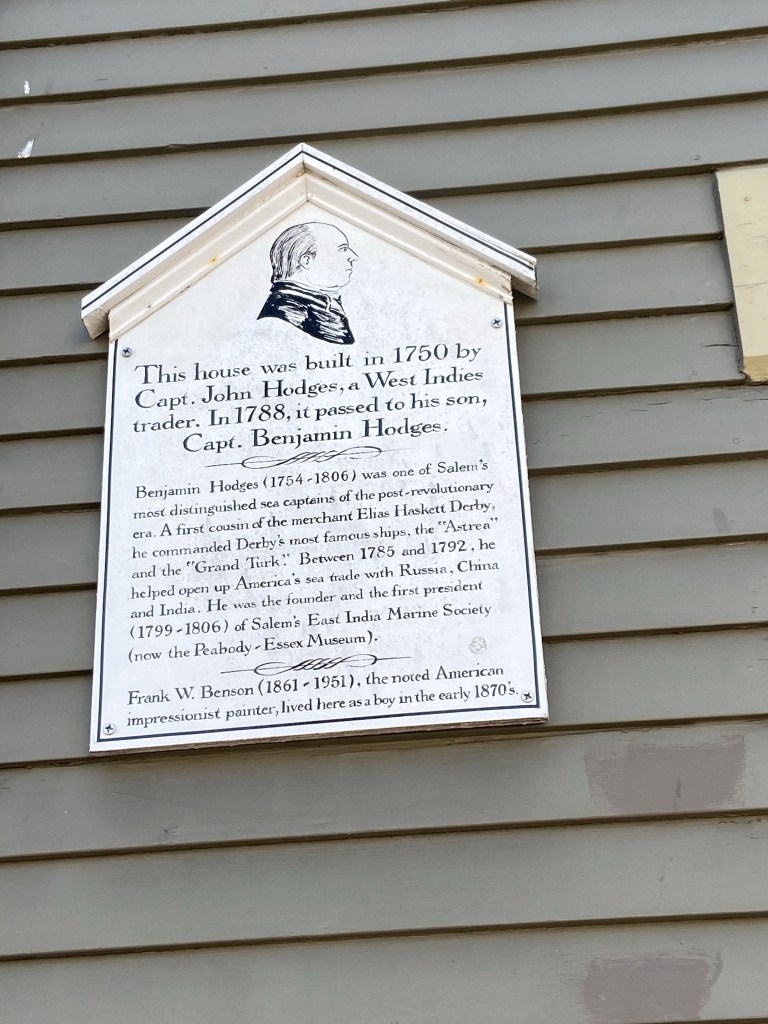 This house was built in 1750 by
Capt. John Hodges, a West Indies
trader. In 1788, it passed to his son,
Capt. Benjamin Hodges.
Benjamin Hodges (1754-1806) was one of Salem's
most distinguished sea captains of the post-revolutionary
era. A first cousin of the merchant Elias Haskett Derby,
he commanded Derby's most famous ships, the "Astrea"
and the "Grand Turk." Between 1785 and 1792, he
helped open up America's sea trade with Russia, China
and India. He was the founder and the first president
(1799-1806) of Salem's East India Marine Society
(now the Peabody-Essex Museum).
Frank W. Benson (1861-1951), the noted American
impressionist painter, lived here as a boy in the early 1870's.